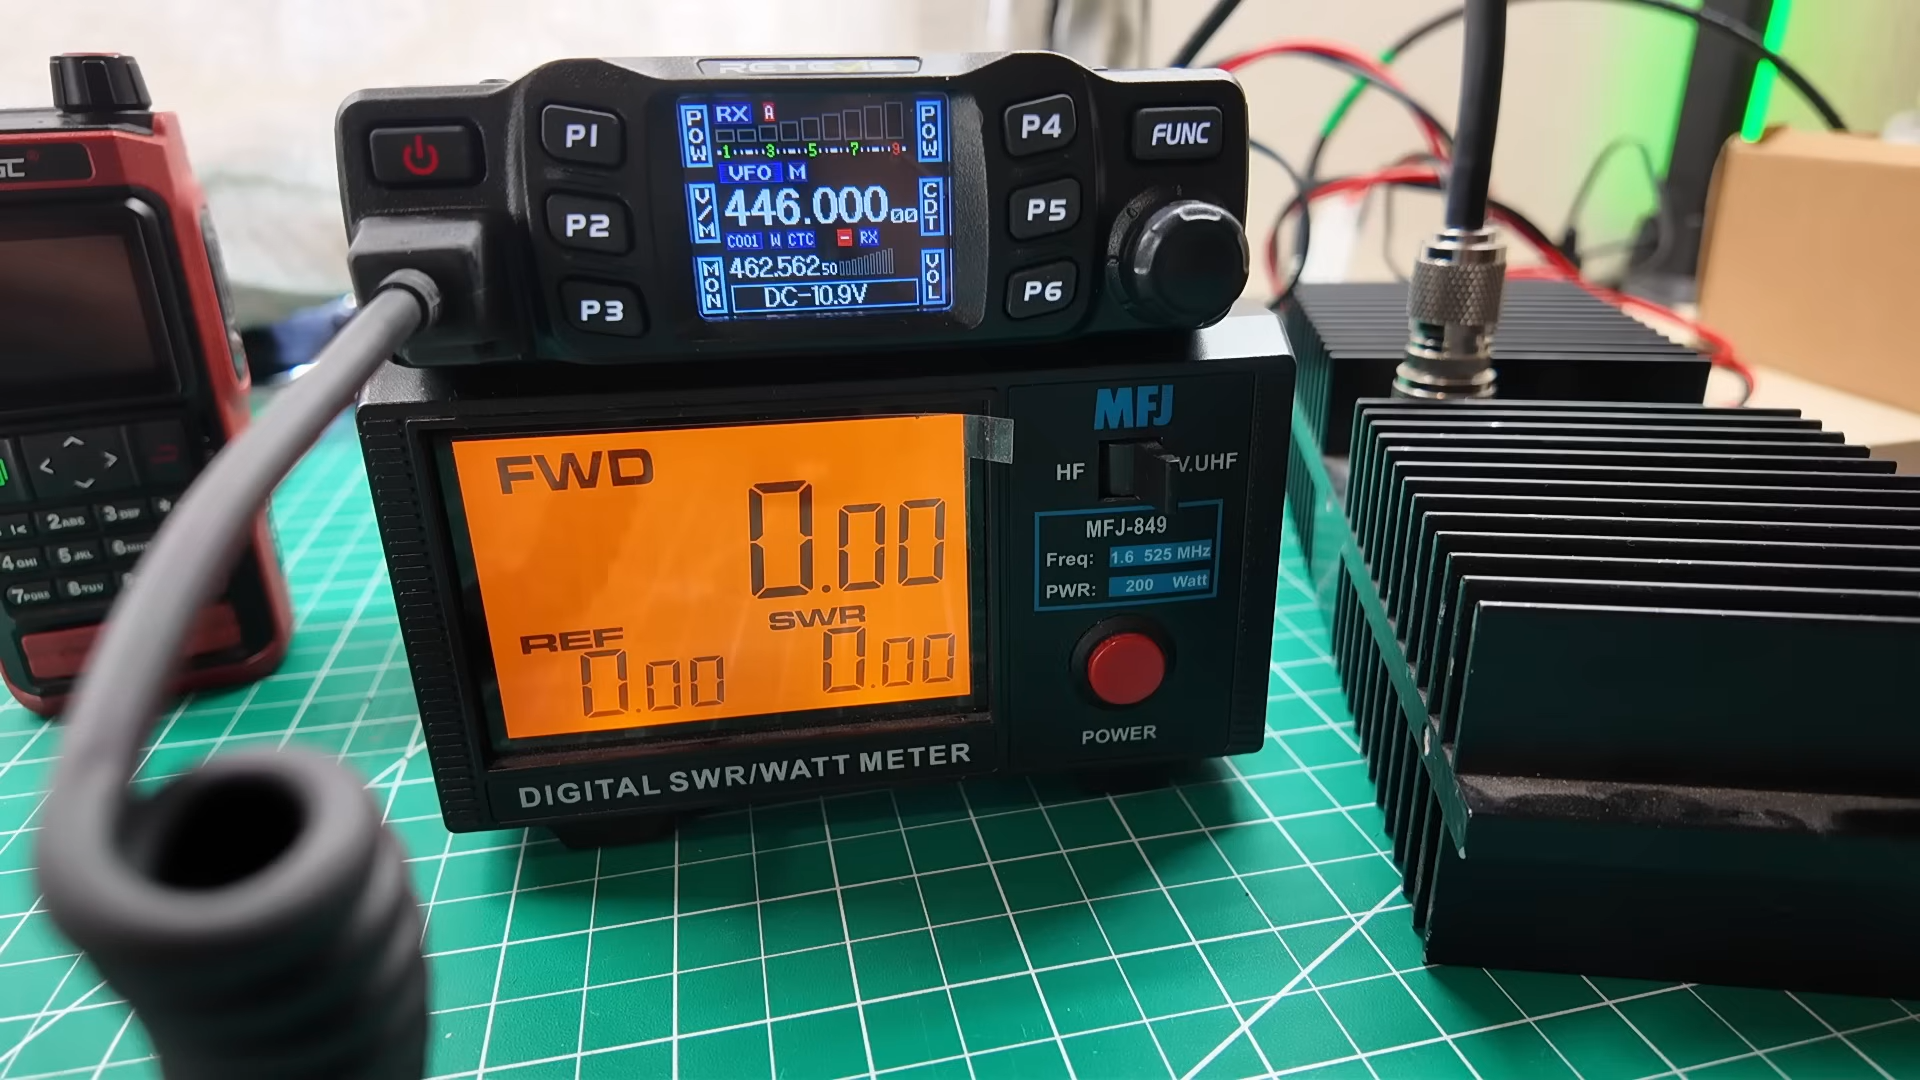 RETEVIS
P1
P2
P3
POW
V/M
MON
RX A
1 3 5 7 9
VFO M
446.00000
C001 W CTC - RX
462.56250
DC-10.9V
POW
CDT
VOL
P4
P5
P6
FUNC
FWD
0.00
SWR
0.00
REF
0.00
DIGITAL SWR/WATT METER
MFJ
HF
V.UHF
MFJ-849
Freq: 1.6 525 MHz
PWR: 200 Watt
POWER
GC
2ABC
3DEF
*
4GHI
5JKL
6MNO
7PQRS
8TUV